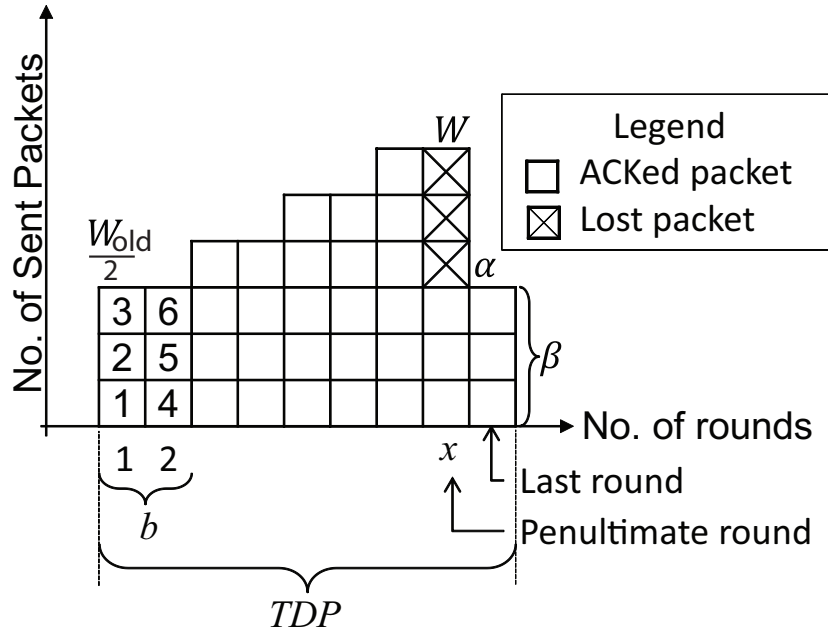 No. of Sent Packets
W
Legend
ACKed packet
Lost packet
W_old
2
α
3 6
2 5
1 4
β
No. of rounds
1 2
x
Last round
b
Penultimate round
TDP